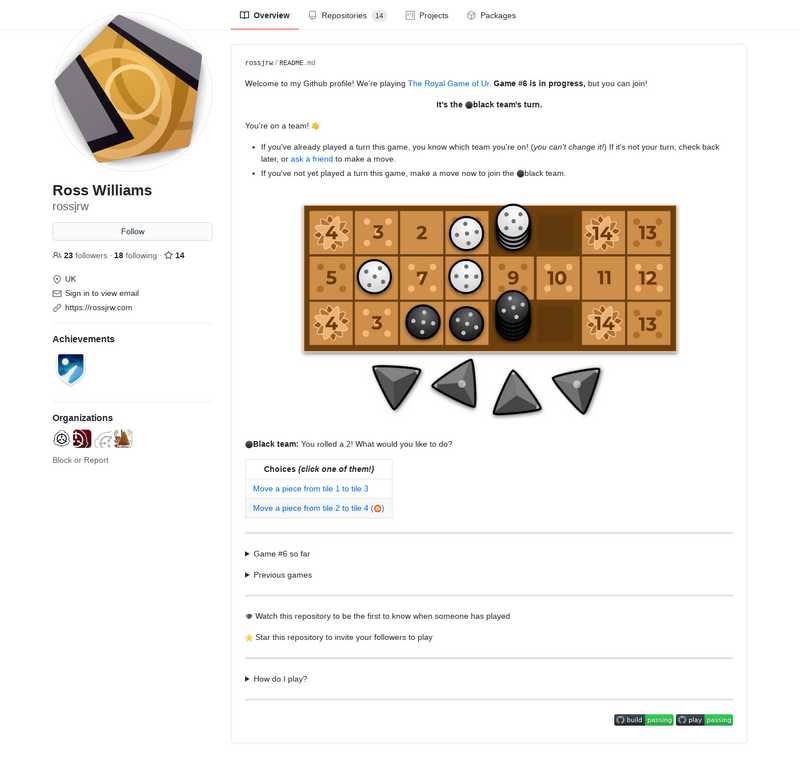 Overview
Repositories 14
Projects
Packages
Ross Williams
rossjrw
Follow
23 followers · 18 following · 14
UK
Sign in to view email
https://rossjrw.com
Achievements
Organizations
Block or Report
rossjrw / README.md
Welcome to my Github profile! We're playing The Royal Game of Ur. Game #6 is in progress, but you can join!
It's the black team's turn.
You're on a team! 👋
• If you've already played a turn this game, you know which team you're on! (you can't change it!) If it's not your turn, check back
later, or ask a friend to make a move.
• If you've not yet played a turn this game, make a move now to join the black team.
4 3 2 14 13
5 7 9 10 11 12
4 3 14 13
Black team: You rolled a 2! What would you like to do?
Choices (click one of them!)
Move a piece from tile 1 to tile 3
Move a piece from tile 2 to tile 4 (🏵)
Game #6 so far
Previous games
👁 Watch this repository to be the first to know when someone has played
⭐ Star this repository to invite your followers to play
How do I play?
build passing
play passing